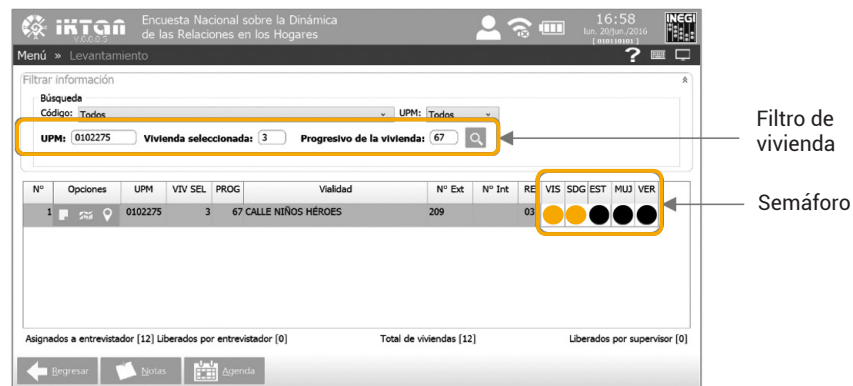 iKTan
V.0.0.0.5
Encuesta Nacional sobre la Dinámica
de las Relaciones en los Hogares
16:58
lun. 20/jun./2016
[ 010110101 ]
INEGI
Menú » Levantamiento
?
Filtrar información
Búsqueda
Código: Todos UPM: Todos
UPM: 0102275 Vivienda seleccionada: 3 Progresivo de la vivienda: 67
Filtro de
vivienda
N° Opciones UPM VIV SEL PROG Vialidad N° Ext N° Int RE VIS SDG EST MUJ VER
1 0102275 3 67 CALLE NIÑOS HÉROES 209 03
Semáforo
Asignados a entrevistador [12] Liberados por entrevistador [0] Total de viviendas [12] Liberados por supervisor [0]
Regresar Notas Agenda